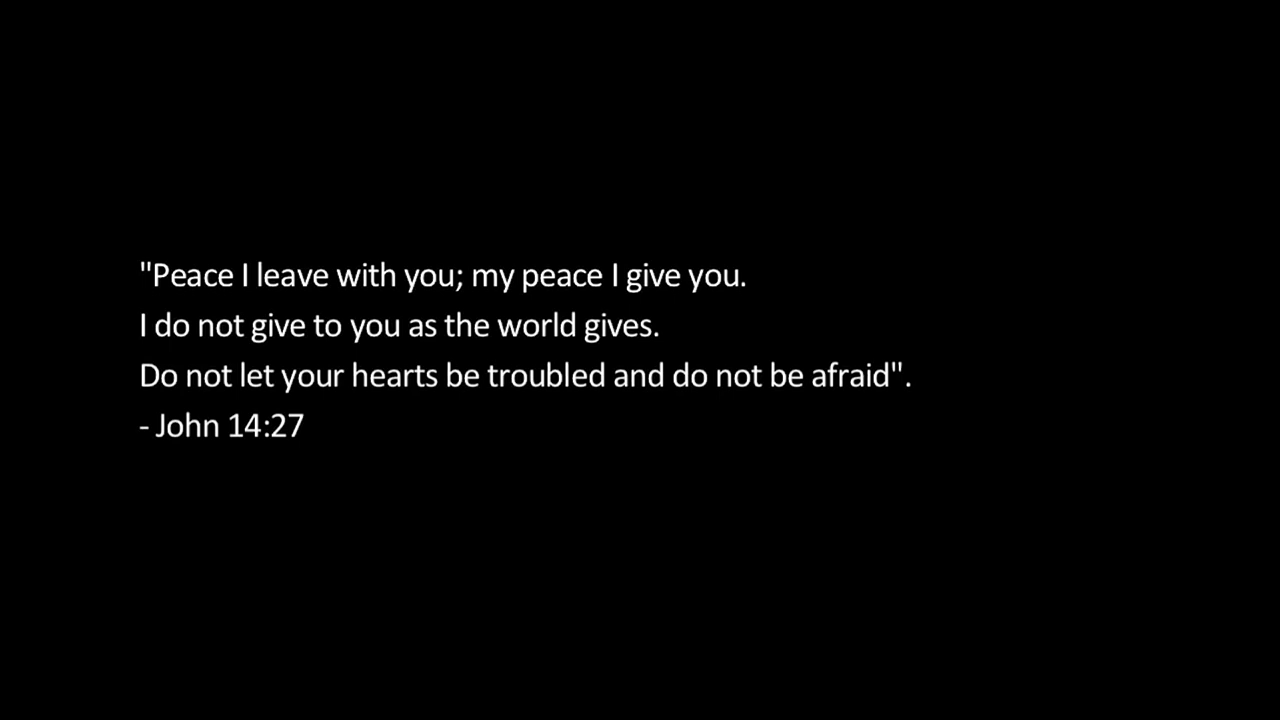 "Peace I leave with you; my peace I give you.
I do not give to you as the world gives.
Do not let your hearts be troubled and do not be afraid".
- John 14:27